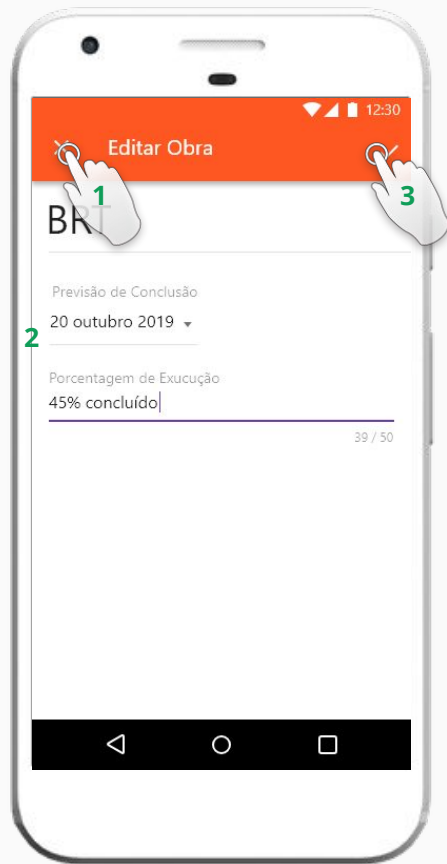 12:30
Editar Obra
1
3
BRT
Previsão de Conclusão
20 outubro 2019
2
Porcentagem de Exucução
45% concluído
39 / 50